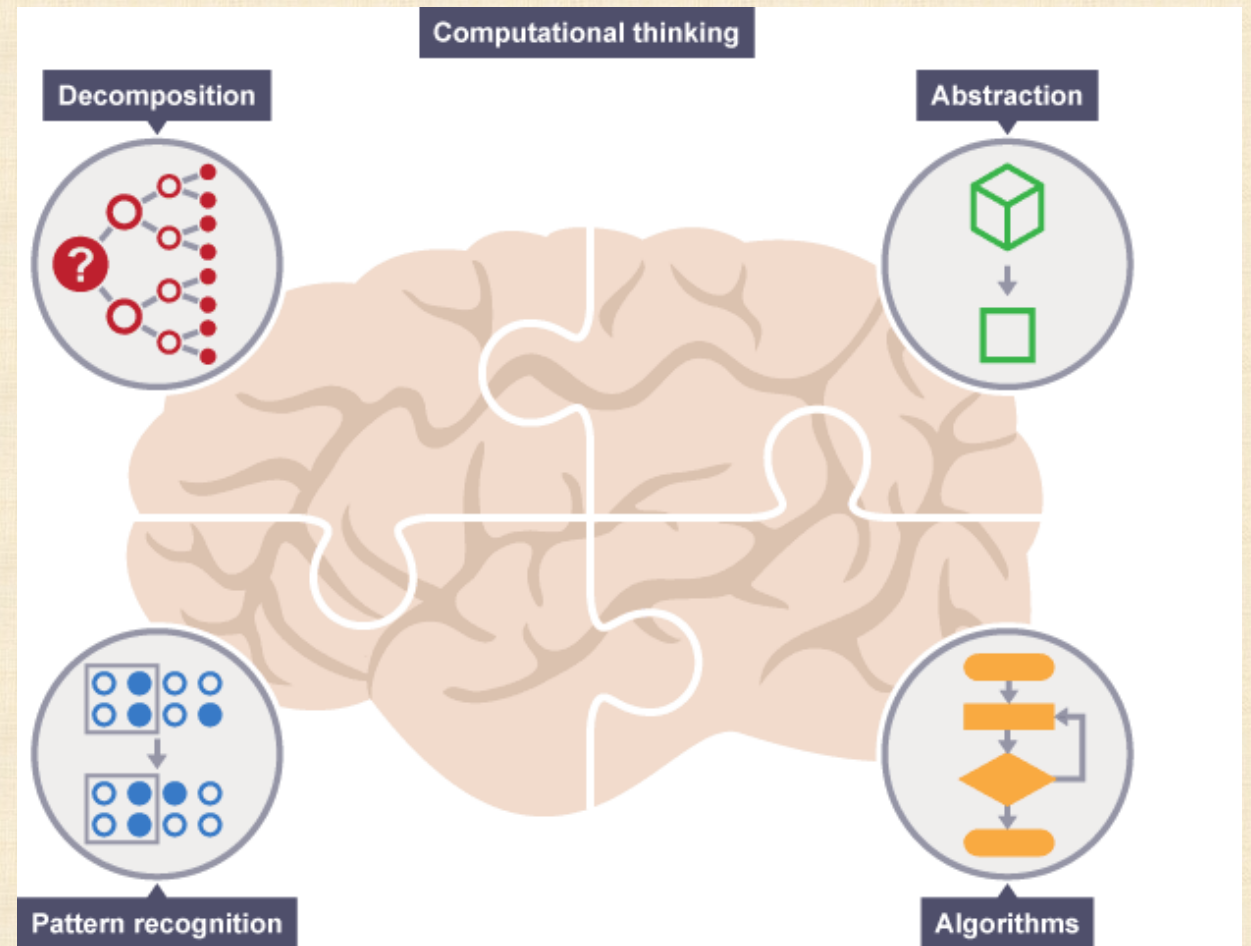 Computational thinking
Decomposition
Abstraction
?
Pattern recognition
Algorithms